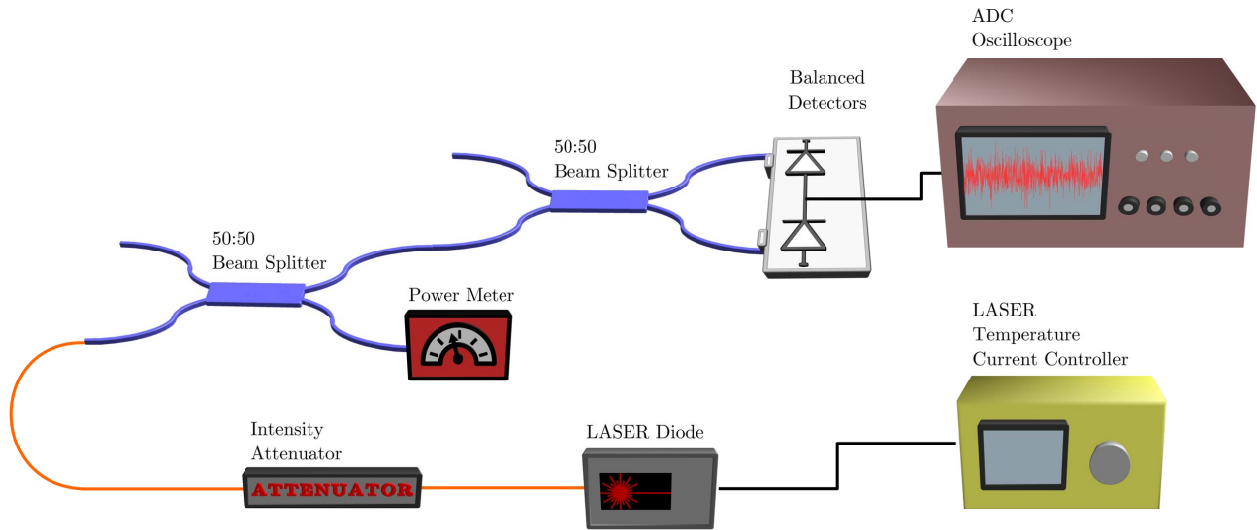 ADC
Oscilloscope
Balanced
Detectors
50:50
Beam Splitter
50:50
Beam Splitter
Power Meter
LASER
Temperature
Current Controller
Intensity
Attenuator
LASER Diode
ATTENUATOR